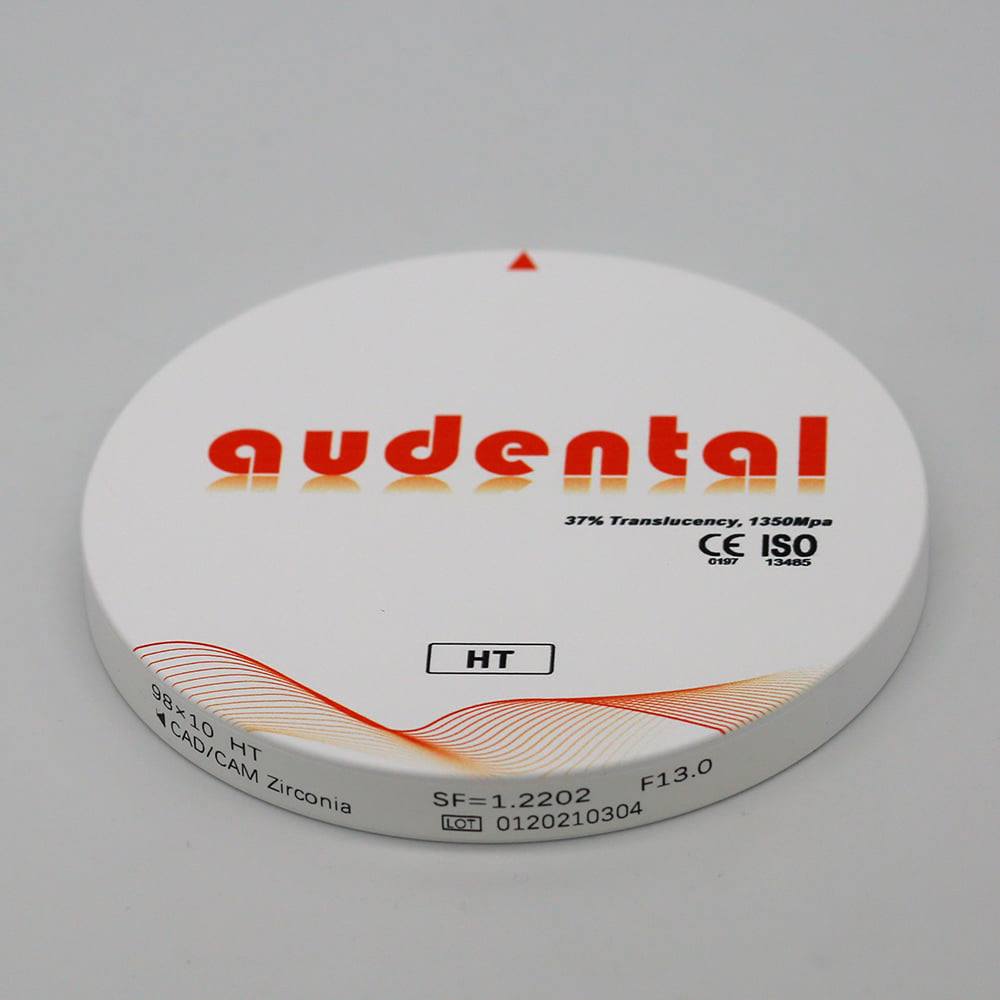 audental
37% Translucency, 1350Mpa
CE ISO
0197 13485
HT
98×10 HT
CAD/CAM Zirconia
SF=1.2202 F13.0
LOT 0120210304